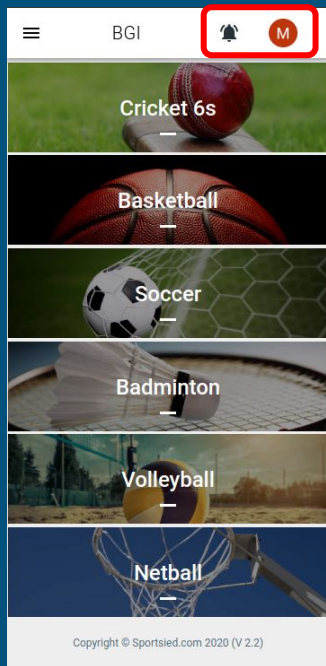 BGI
M
Cricket 6s
Basketball
Soccer
Badminton
Volleyball
Netball
Copyright © Sportsied.com 2020 (V 2.2)